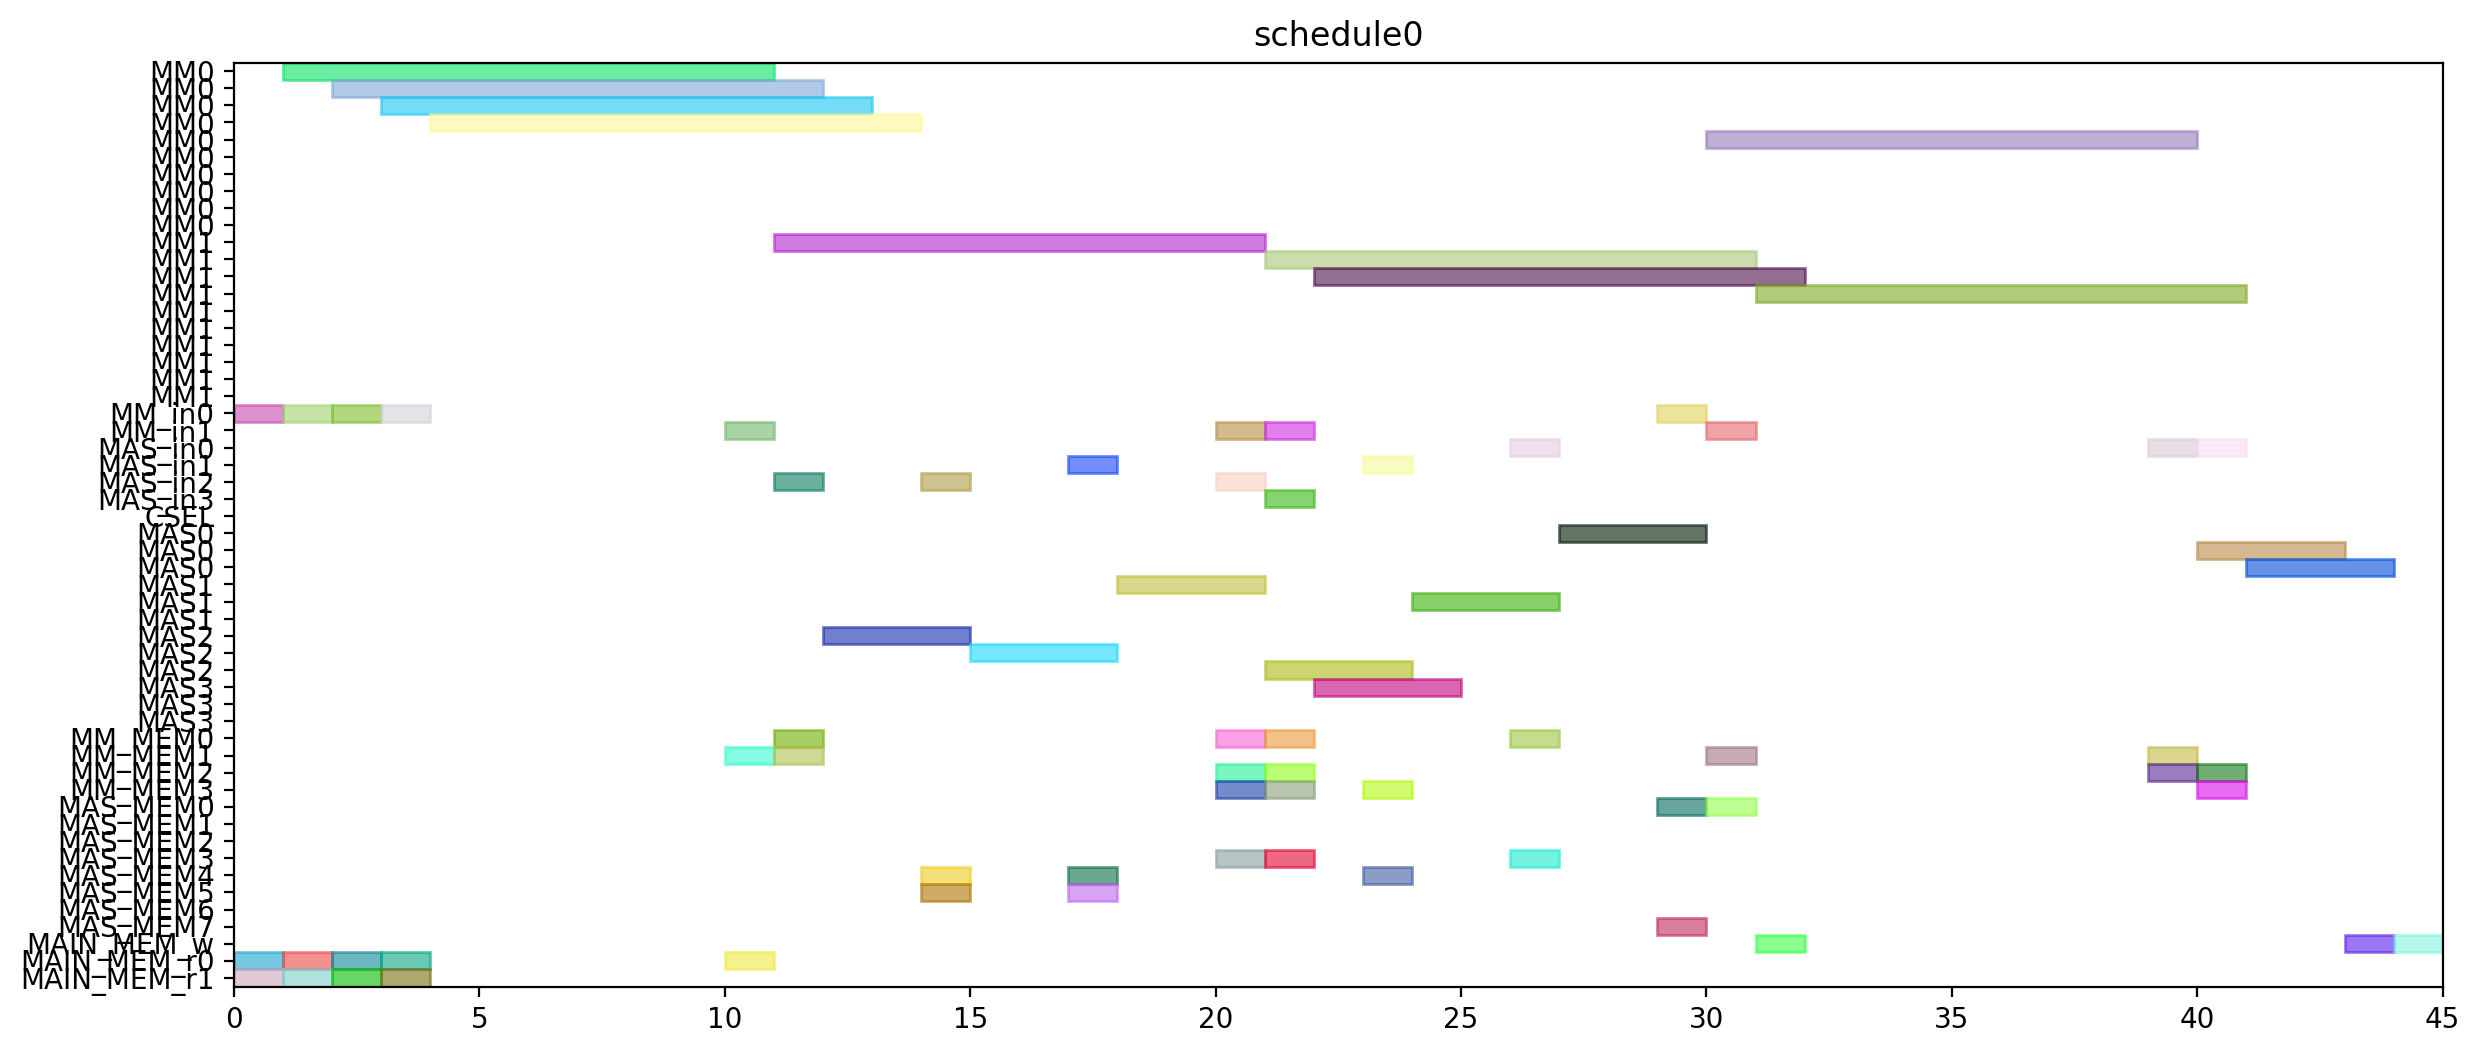 schedule0
MM0
MM0
MM0
MM0
MM0
MM0
MM0
MM0
MM0
MM0
MM1
MM1
MM1
MM1
MM1
MM1
MM1
MM1
MM1
MM1
MM_in0
MM_in1
MAS_in0
MAS_in1
MAS_in2
MAS_in3
CSEL
MAS0
MAS0
MAS0
MAS1
MAS1
MAS1
MAS2
MAS2
MAS2
MAS3
MAS3
MAS3
MM_MEM0
MM_MEM1
MM_MEM2
MM_MEM3
MAS_MEM0
MAS_MEM1
MAS_MEM2
MAS_MEM3
MAS_MEM4
MAS_MEM5
MAS_MEM6
MAS_MEM7
MAIN_MEM_w
MAIN_MEM_r0
MAIN_MEM_r1
0 5 10 15 20 25 30 35 40 45